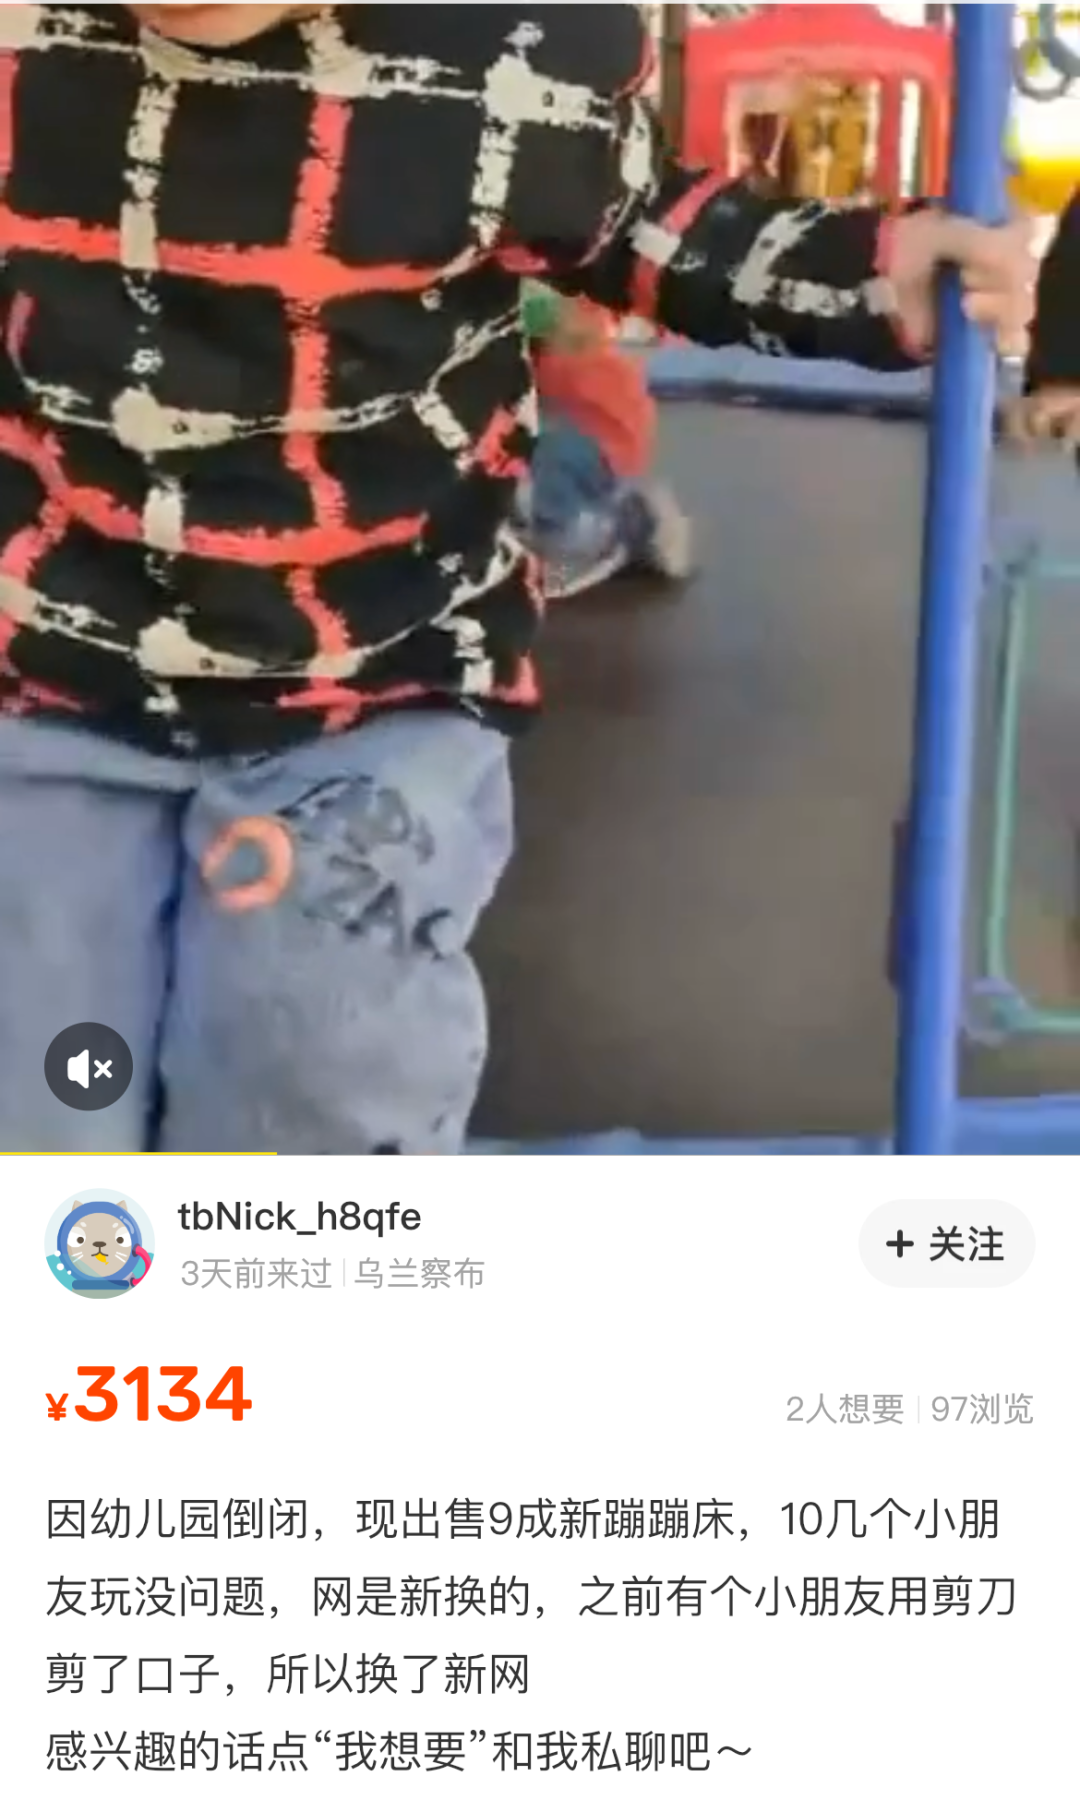 ZAC
tbNick_h8qfe
3天前来过
乌兰察布
+ 关注
¥3134
2人想要
97浏览
因幼儿园倒闭，现出售9成新蹦蹦床，10几个小朋
友玩没问题，网是新换的，之前有个小朋友用剪刀
剪了口子，所以换了新网
感兴趣的话点“我想要”和我私聊吧～